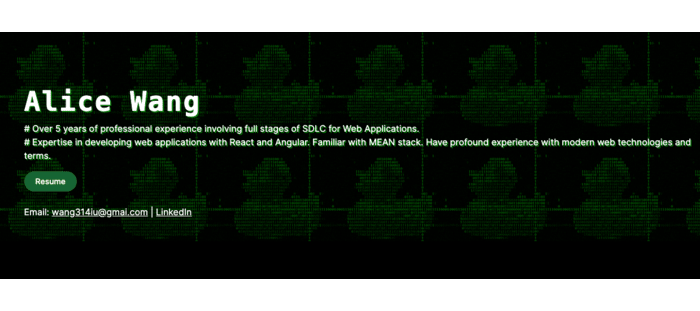 Alice Wang
# Over 5 years of professional experience involving full stages of SDLC for Web Applications.
# Expertise in developing web applications with React and Angular. Familiar with MEAN stack. Have profound experience with modern web technologies and
terms.
Resume
Email: wang314iu@gmai.com | LinkedIn